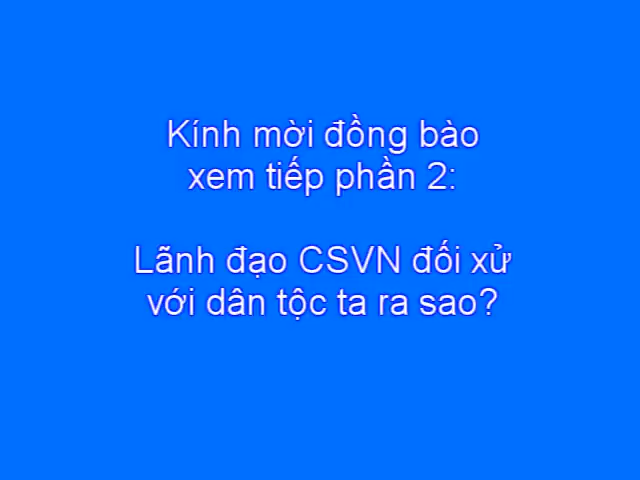 Kính mời đồng bào
xem tiếp phần 2:
Lãnh đạo CSVN đối xử
với dân tộc ta ra sao?